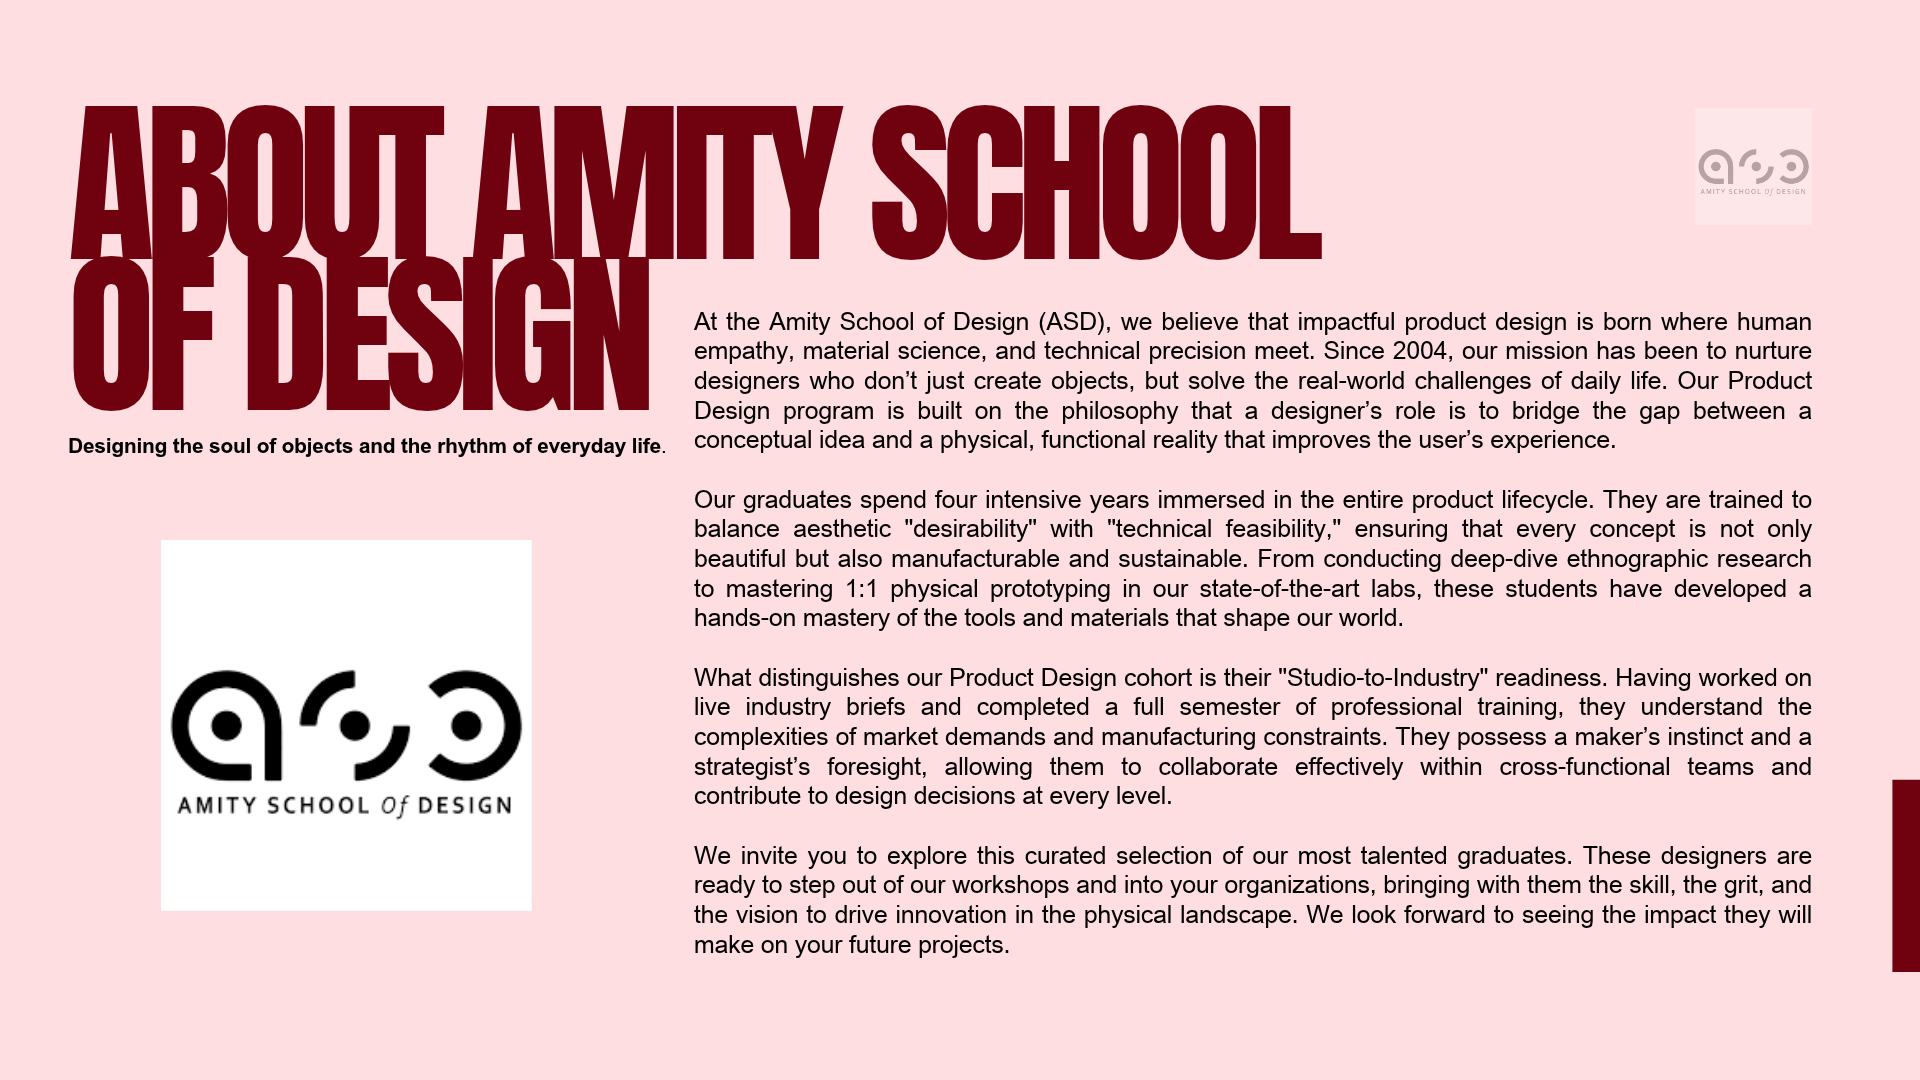 ABOUT AMITY SCHOOL
OF DESIGN
AMITY SCHOOL Of DESIGN
Designing the soul of objects and the rhythm of everyday life.
AMITY SCHOOL Of DESIGN
At the Amity School of Design (ASD), we believe that impactful product design is born where human
empathy, material science, and technical precision meet. Since 2004, our mission has been to nurture
designers who don’t just create objects, but solve the real-world challenges of daily life. Our Product
Design program is built on the philosophy that a designer’s role is to bridge the gap between a
conceptual idea and a physical, functional reality that improves the user’s experience.
Our graduates spend four intensive years immersed in the entire product lifecycle. They are trained to
balance aesthetic "desirability" with "technical feasibility," ensuring that every concept is not only
beautiful but also manufacturable and sustainable. From conducting deep-dive ethnographic research
to mastering 1:1 physical prototyping in our state-of-the-art labs, these students have developed a
hands-on mastery of the tools and materials that shape our world.
What distinguishes our Product Design cohort is their "Studio-to-Industry" readiness. Having worked on
live industry briefs and completed a full semester of professional training, they understand the
complexities of market demands and manufacturing constraints. They possess a maker’s instinct and a
strategist’s foresight, allowing them to collaborate effectively within cross-functional teams and
contribute to design decisions at every level.
We invite you to explore this curated selection of our most talented graduates. These designers are
ready to step out of our workshops and into your organizations, bringing with them the skill, the grit, and
the vision to drive innovation in the physical landscape. We look forward to seeing the impact they will
make on your future projects.